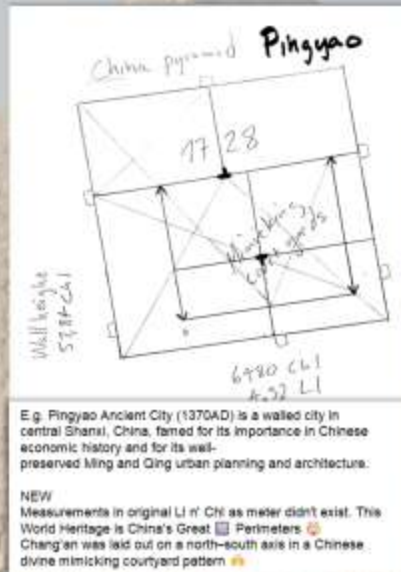 China pyramid Pingyao
17 28
Mimicking
court yards
Wall height
Chi
6480 Chi
LI
E.g. Pingyao Ancient City (1370AD) is a walled city in
central Shanxi, China, famed for its importance in Chinese
economic history and for its well-
preserved Ming and Qing urban planning and architecture.
NEW
Measurements in original LI n' Chi as meter didn't exist. This
World Heritage is China's Great Perimeters
Chang'an was laid out on a north–south axis in a Chinese
divine mimicking courtyard pattern